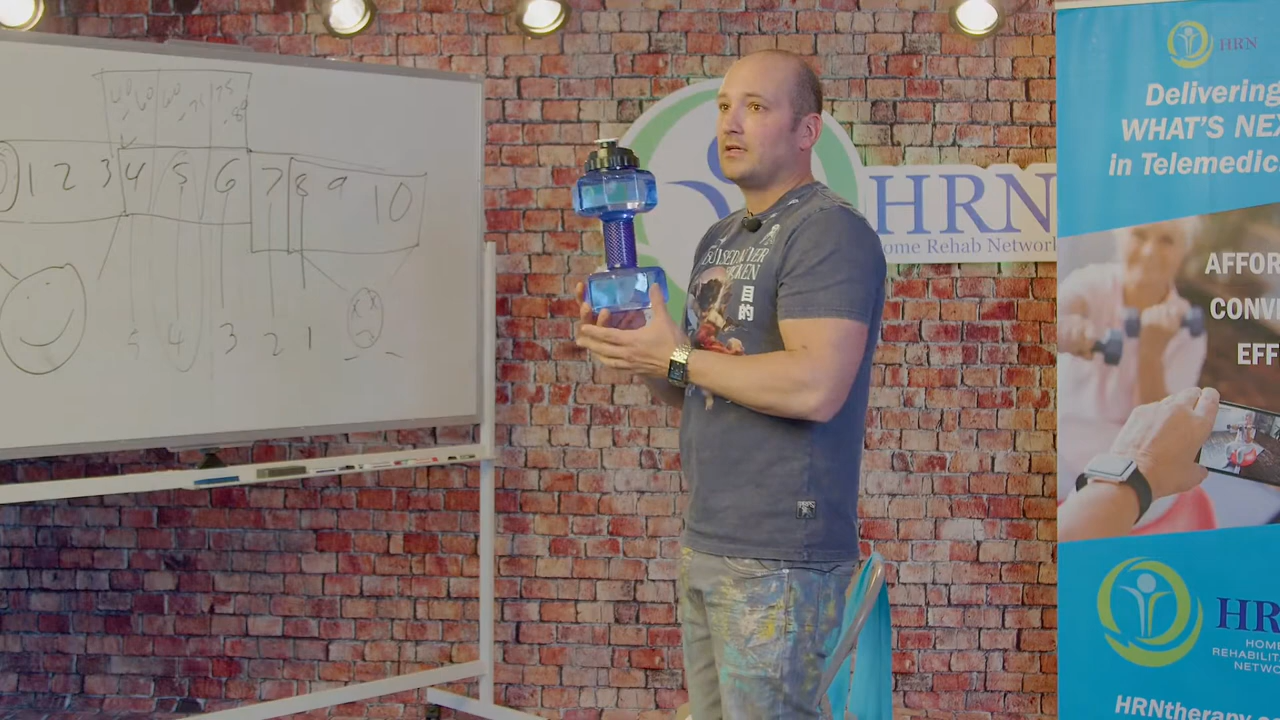 1 2 3 4 5 6 7 8 9 10
5 4 3 2 1
目
的
HRN
Home Rehab Network
HRN
Delivering
WHAT'S NEX
in Telemedic
AFFOR
CONV
EFF
HR
HOME
REHABILIT
NETWO
HRNtherapy